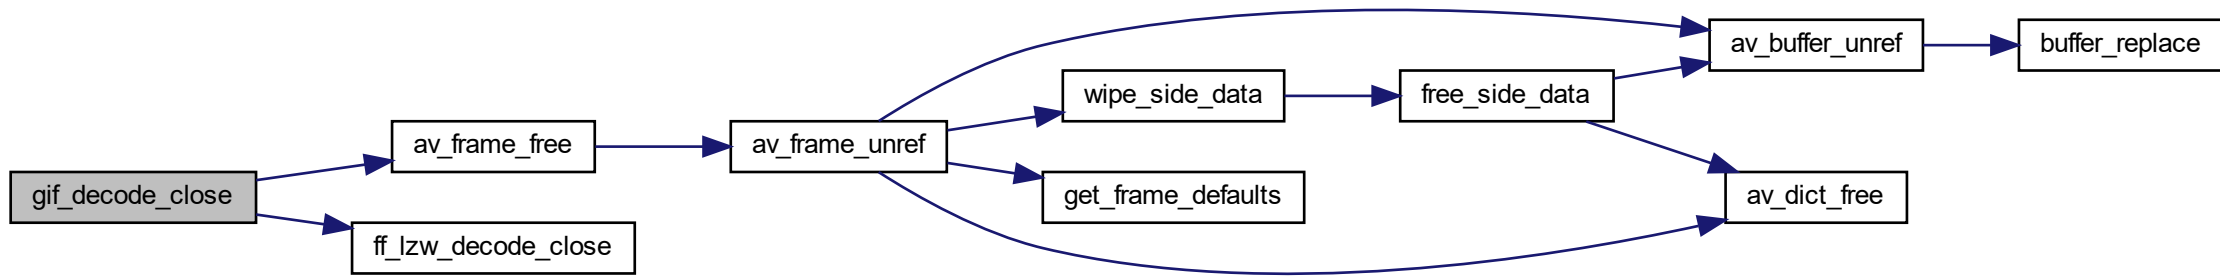 gif_decode_close
av_frame_free
ff_lzw_decode_close
av_frame_unref
wipe_side_data
get_frame_defaults
free_side_data
av_buffer_unref
av_dict_free
buffer_replace